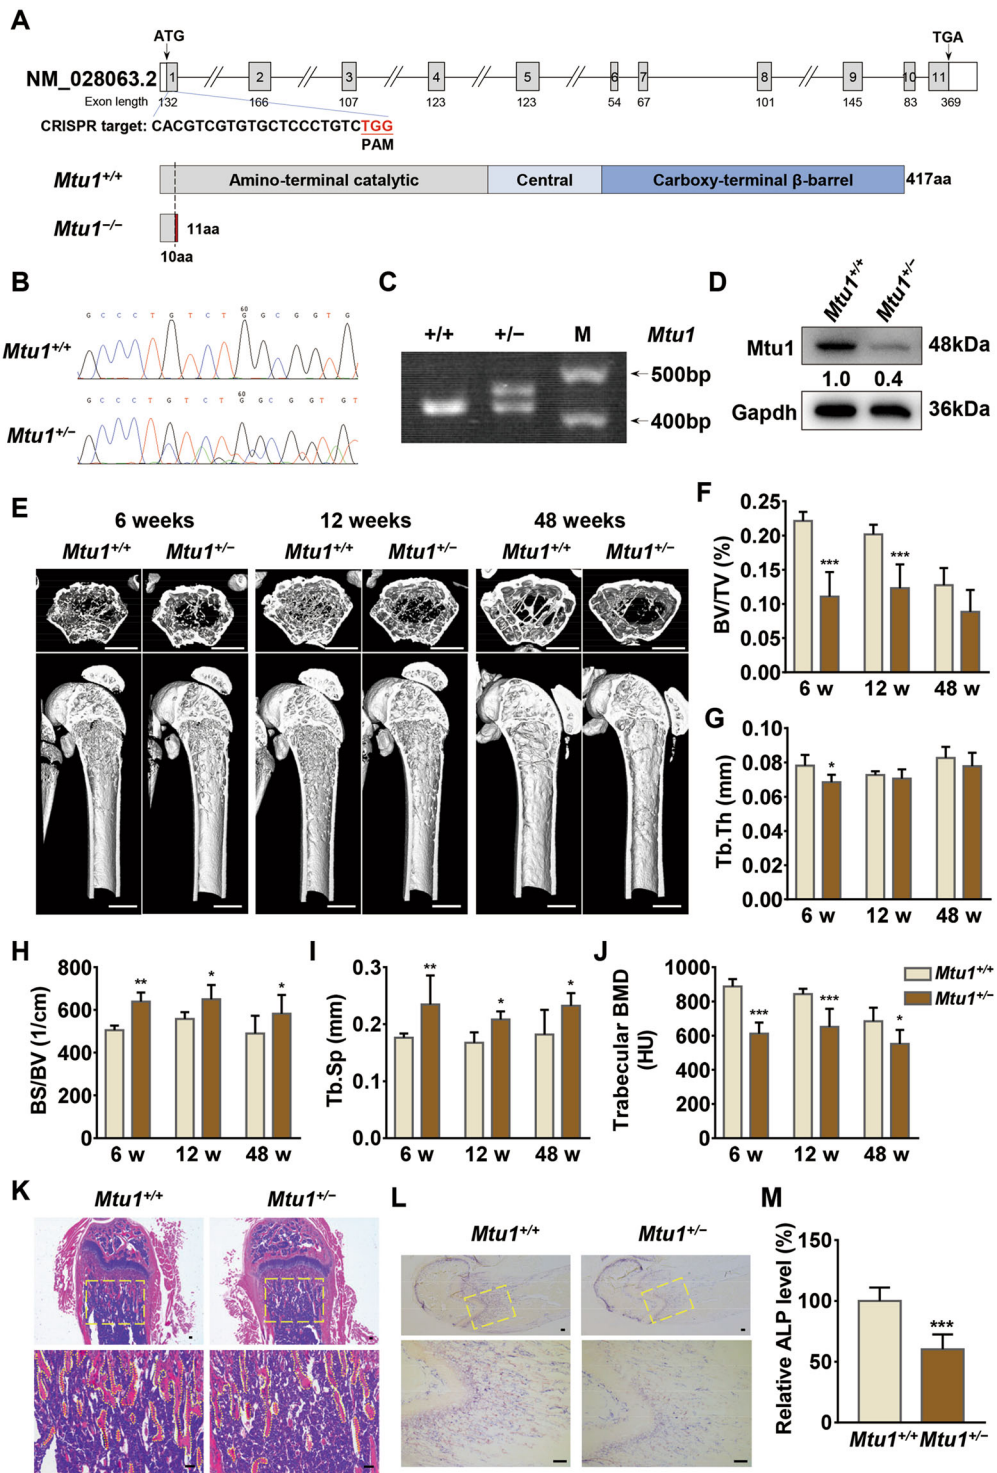 A
ATG
TGA
NM_028063.2 1 2 3 4 5 6 7 8 9 10 11
Exon length 132 166 107 123 123 54 67 101 145 83 369
CRISPR target: CACGTCGTGTGCTCCCTGTCTGG
PAM
Mtu1+/+ Amino-terminal catalytic Central Carboxy-terminal β-barrel 417aa
Mtu1−/− 11aa
10aa
B
60
G C C C T G T C T G G C G G T G
Mtu1+/+
60
G C C C T G T C T G G C G G T G T
Mtu1+/−
C
+/+ +/− M Mtu1
500bp
400bp
D
Mtu1+/+ Mtu1+/−
Mtu1 48kDa
1.0 0.4
Gapdh 36kDa
E
6 weeks 12 weeks 48 weeks
Mtu1+/+ Mtu1+/− Mtu1+/+ Mtu1+/− Mtu1+/+ Mtu1+/−
F
BV/TV (%)
0.25
0.20
0.15
0.10
0.05
0.00
*** ***
6 w 12 w 48 w
G
Tb.Th (mm)
0.10
0.08
0.06
0.04
0.02
0.00
*
6 w 12 w 48 w
H
BS/BV (1/cm)
800
600
400
200
0
** * *
6 w 12 w 48 w
I
Tb.Sp (mm)
0.3
0.2
0.1
0.0
** * *
6 w 12 w 48 w
J
Trabecular BMD
(HU)
1000
800
600
400
200
0
*** *** *
6 w 12 w 48 w
Mtu1+/+
Mtu1+/−
K
Mtu1+/+ Mtu1+/−
L
Mtu1+/+ Mtu1+/−
M
Relative ALP level (%)
150
100
50
0
***
Mtu1+/+ Mtu1+/−